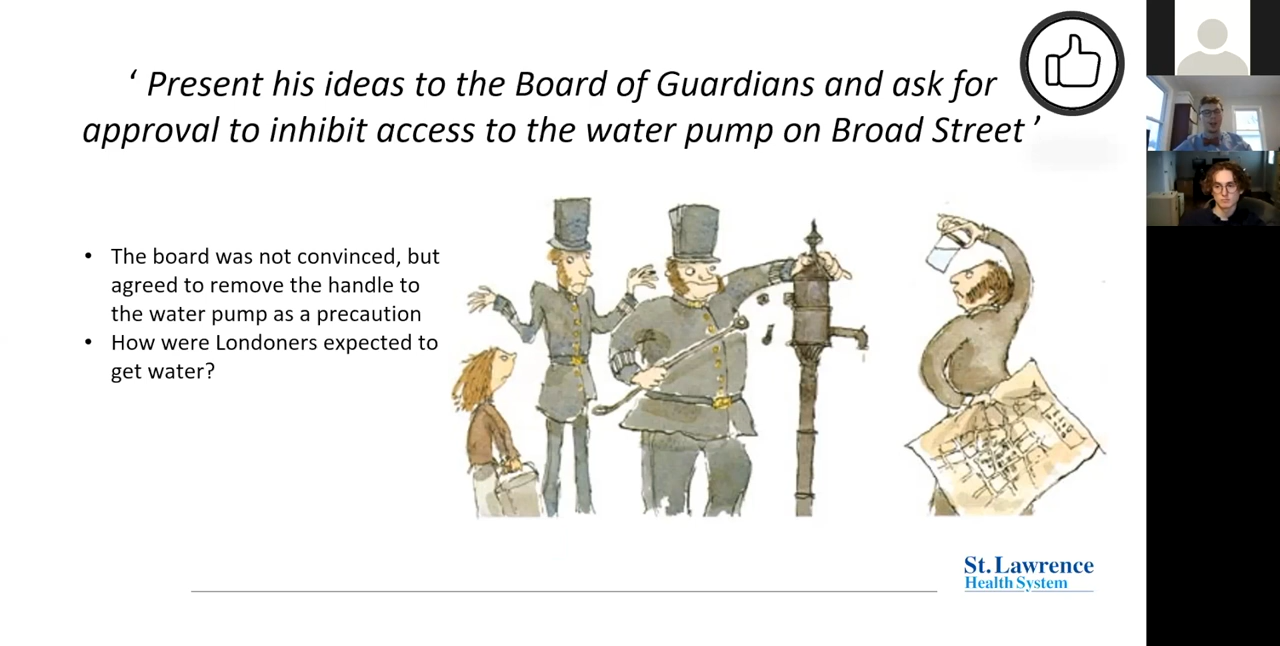 ‘ Present his ideas to the Board of Guardians and ask for
approval to inhibit access to the water pump on Broad Street ’
• The board was not convinced, but
agreed to remove the handle to
the water pump as a precaution
• How were Londoners expected to
get water?
St. Lawrence
Health System